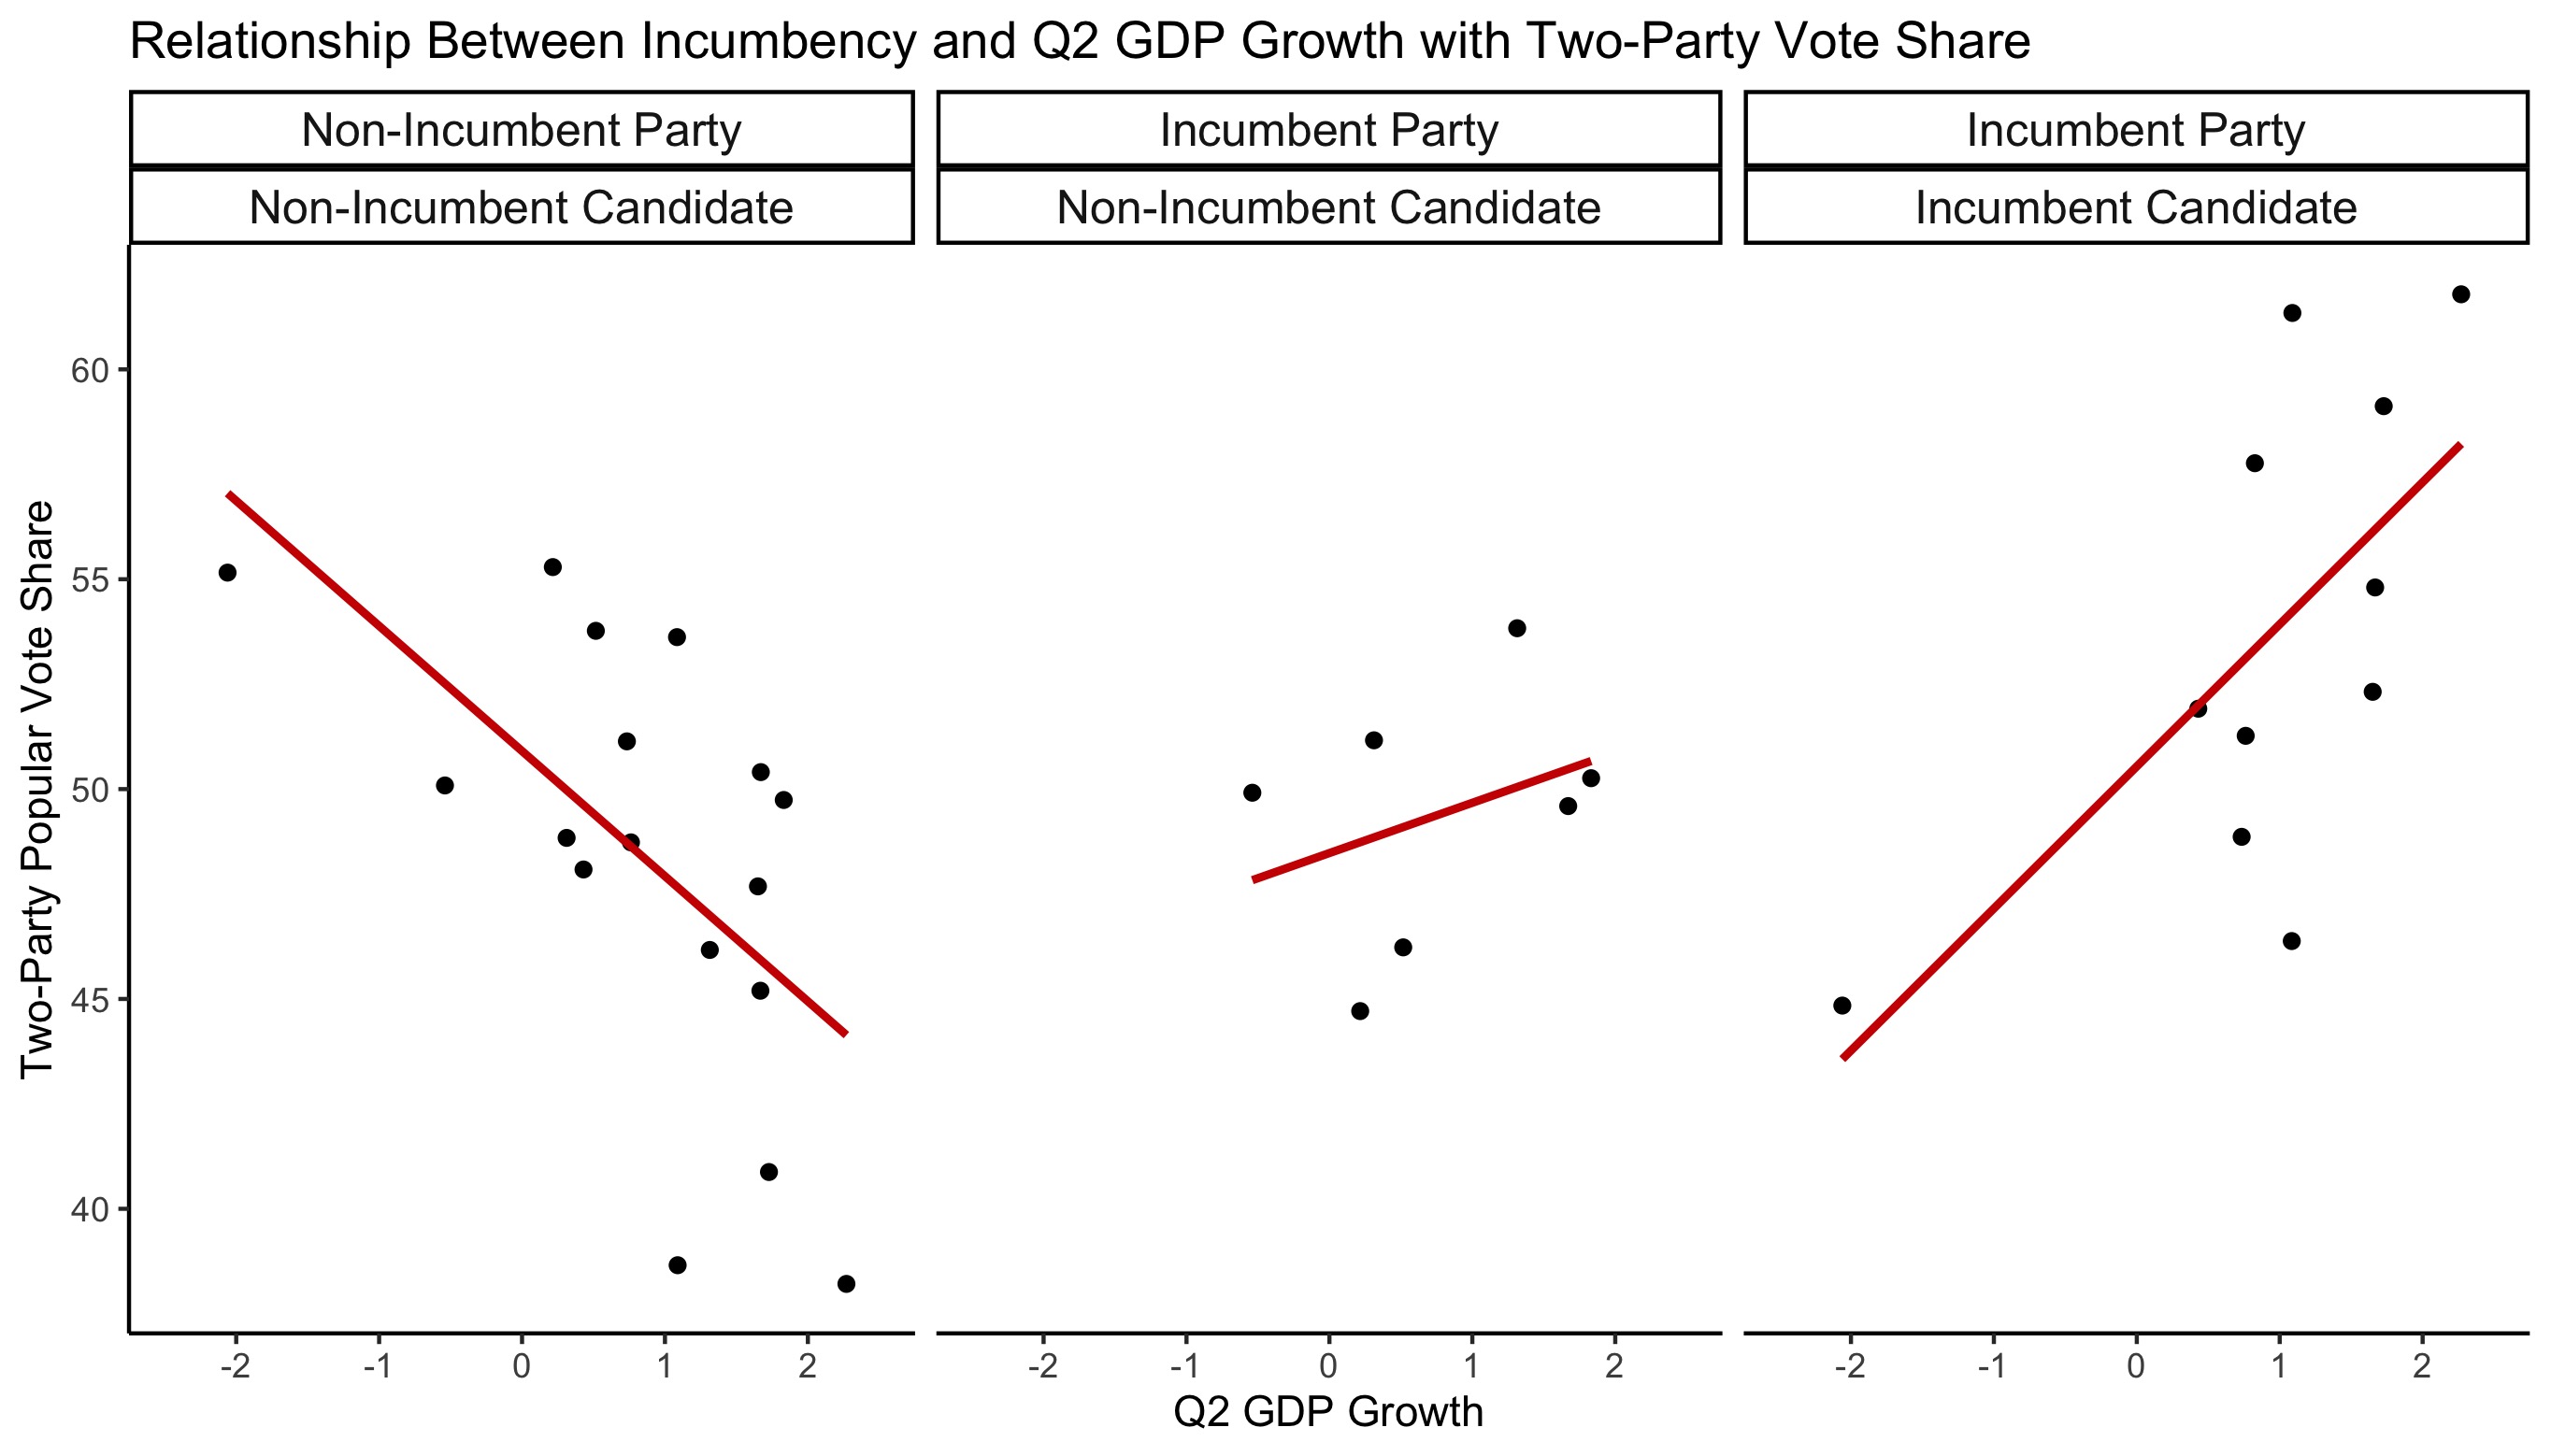 Relationship Between Incumbency and Q2 GDP Growth with Two-Party Vote Share
Non-Incumbent Party
Non-Incumbent Candidate
Incumbent Party
Non-Incumbent Candidate
Incumbent Party
Incumbent Candidate
Two-Party Popular Vote Share
60
55
50
45
40
-2 -1 0 1 2
-2 -1 0 1 2
-2 -1 0 1 2
Q2 GDP Growth